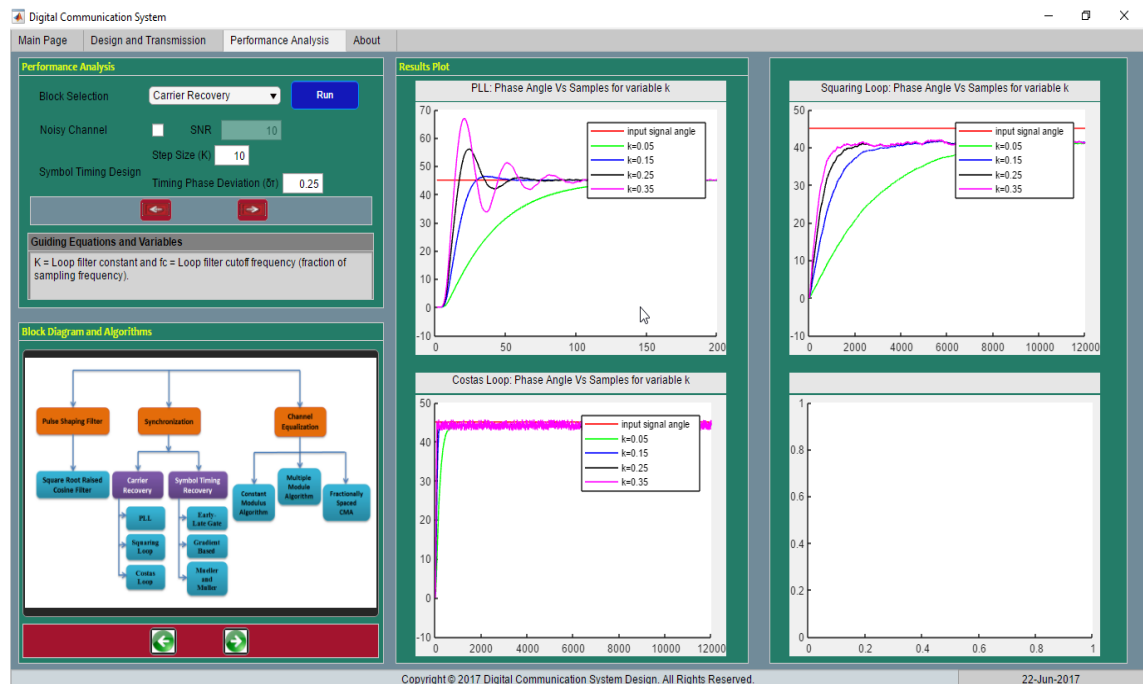 Digital Communication System
Main Page Design and Transmission Performance Analysis About
Performance Analysis
Block Selection Carrier Recovery Run
Noisy Channel SNR 10
Step Size (K) 10
Symbol Timing Design
Timing Phase Deviation (δτ) 0.25
Guiding Equations and Variables
K = Loop filter constant and fc = Loop filter cutoff frequency (fraction of
sampling frequency).
Block Diagram and Algorithms
Pulse Shaping Filter
Synchronization
Channel
Equalization
Square Root Raised
Cosine Filter
Carrier
Recovery
Symbol Timing
Recovery
Constant
Modulus
Algorithm
Multiple
Module
Algorithm
Fractionally
Spaced
CMA
PLL
Squaring
Loop
Costas
Loop
Early-
Late Gate
Gradient
Based
Mueller
and
Muller
Results Plot
PLL: Phase Angle Vs Samples for variable k
70
60
50
40
30
20
10
0
-10
0 50 100 150 200
input signal angle
k=0.05
k=0.15
k=0.25
k=0.35
Squaring Loop: Phase Angle Vs Samples for variable k
50
40
30
20
10
0
-10
0 2000 4000 6000 8000 10000 12000
input signal angle
k=0.05
k=0.15
k=0.25
k=0.35
Costas Loop: Phase Angle Vs Samples for variable k
50
40
30
20
10
0
-10
0 2000 4000 6000 8000 10000 12000
input signal angle
k=0.05
k=0.15
k=0.25
k=0.35
1
0.8
0.6
0.4
0.2
0
0 0.2 0.4 0.6 0.8 1
Copyright © 2017 Digital Communication System Design. All Rights Reserved. 22-Jun-2017